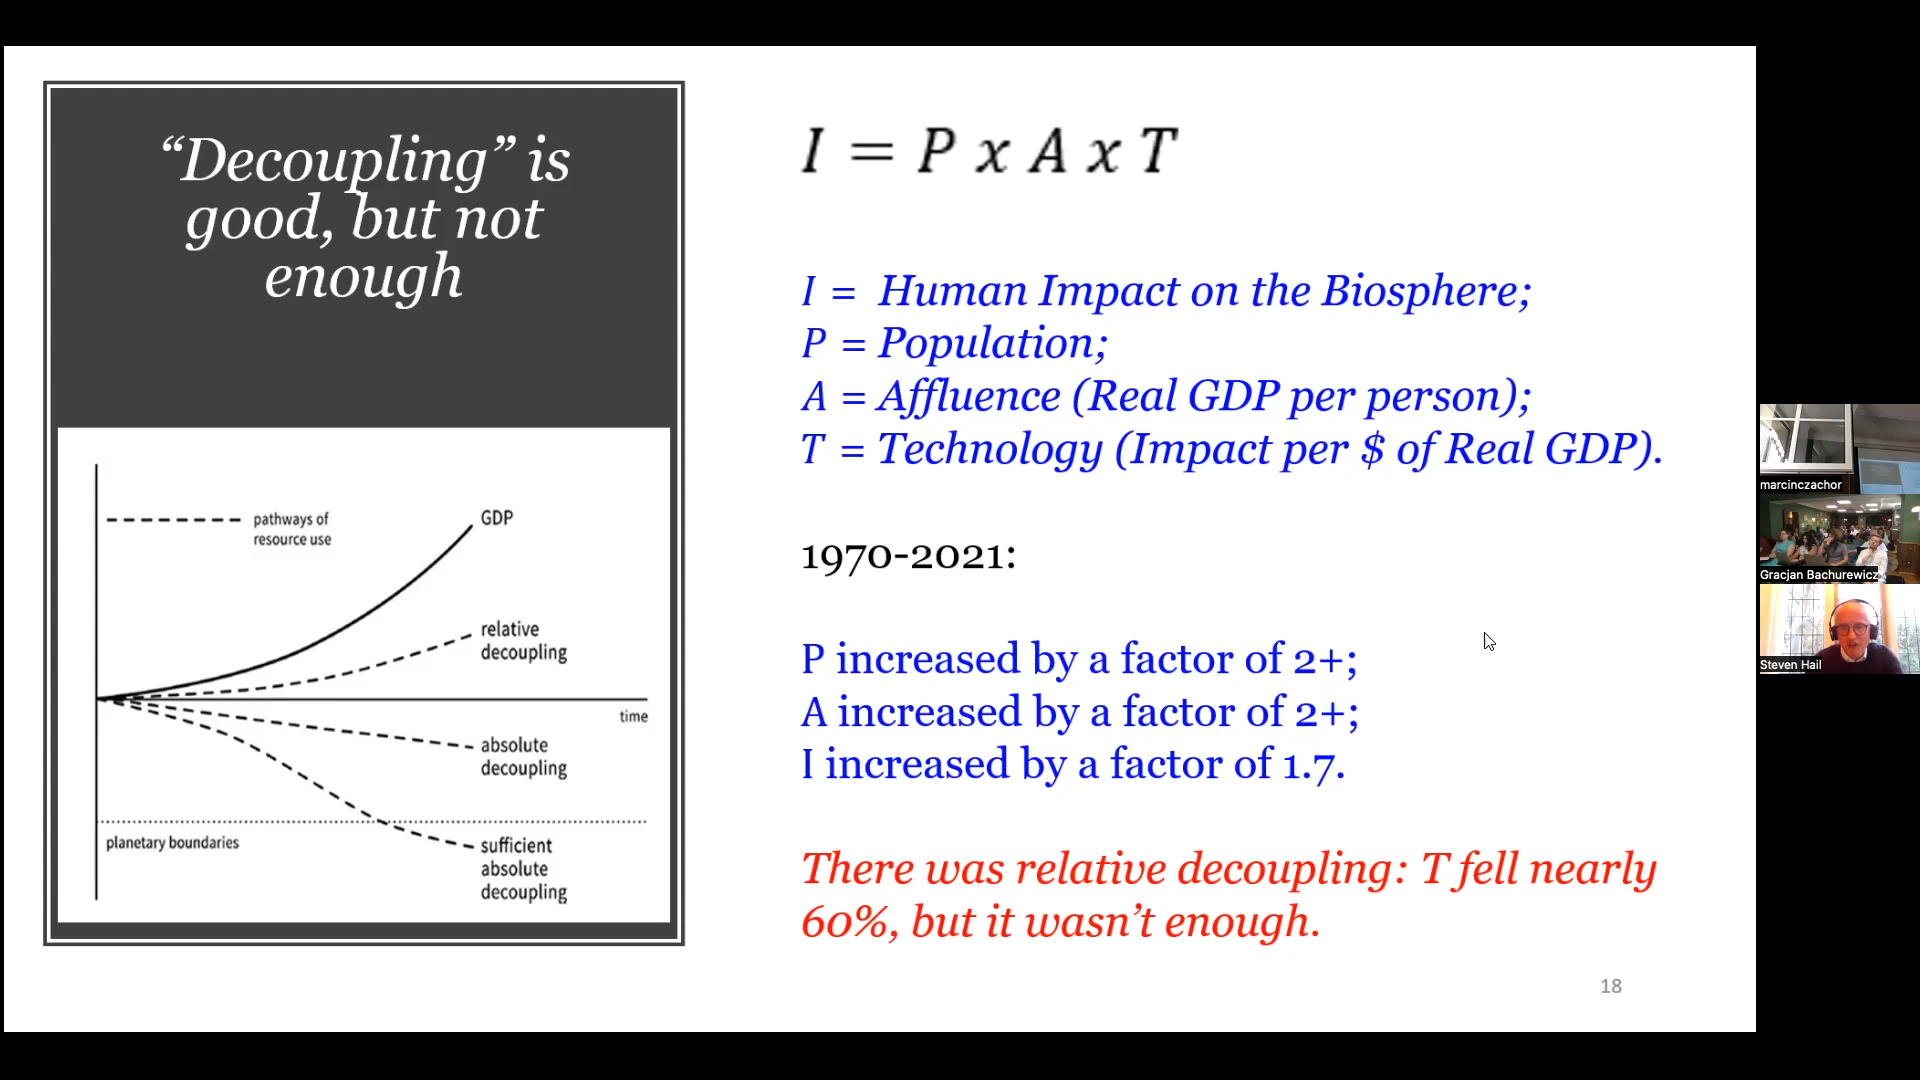 “Decoupling” is
good, but not
enough
pathways of
resource use
GDP
relative
decoupling
time
absolute
decoupling
planetary boundaries
sufficient
absolute
decoupling
I = P x A x T
I = Human Impact on the Biosphere;
P = Population;
A = Affluence (Real GDP per person);
T = Technology (Impact per $ of Real GDP).
1970-2021:
P increased by a factor of 2+;
A increased by a factor of 2+;
I increased by a factor of 1.7.
There was relative decoupling: T fell nearly
60%, but it wasn’t enough.
18
marcinczachor
Gracjan Bachurewicz
Steven Hail